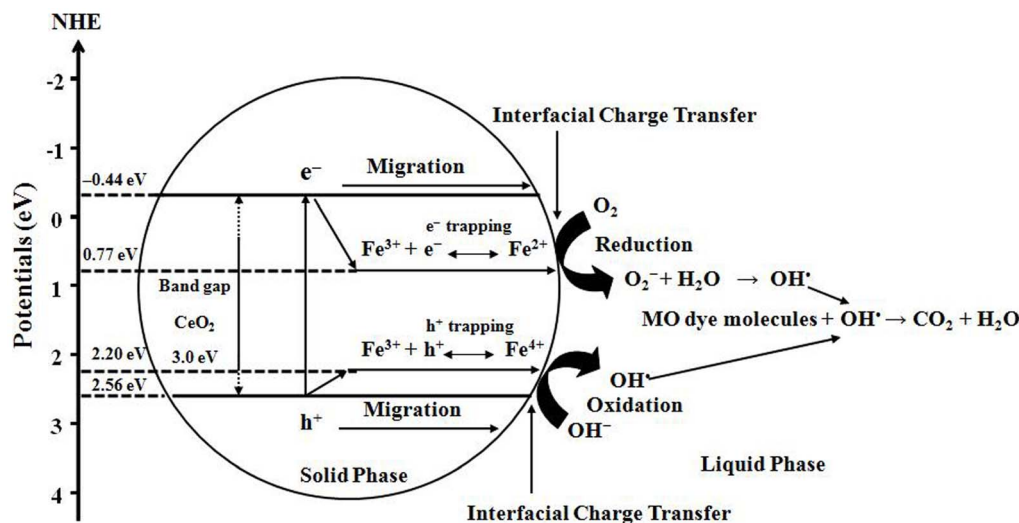 NHE
Potentials (eV)
-2
-1
0
1
2
3
4
–0.44 eV
0.77 eV
2.20 eV
2.56 eV
Interfacial Charge Transfer
e⁻ Migration
e⁻ trapping
Fe³⁺ + e⁻ ⟷ Fe²⁺
Band gap
CeO₂
3.0 eV
h⁺ trapping
Fe³⁺ + h⁺ ⟷ Fe⁴⁺
h⁺ Migration
Solid Phase
O₂
Reduction
O₂⁻ + H₂O → OH•
MO dye molecules + OH• → CO₂ + H₂O
OH•
Oxidation
OH⁻
Liquid Phase
Interfacial Charge Transfer